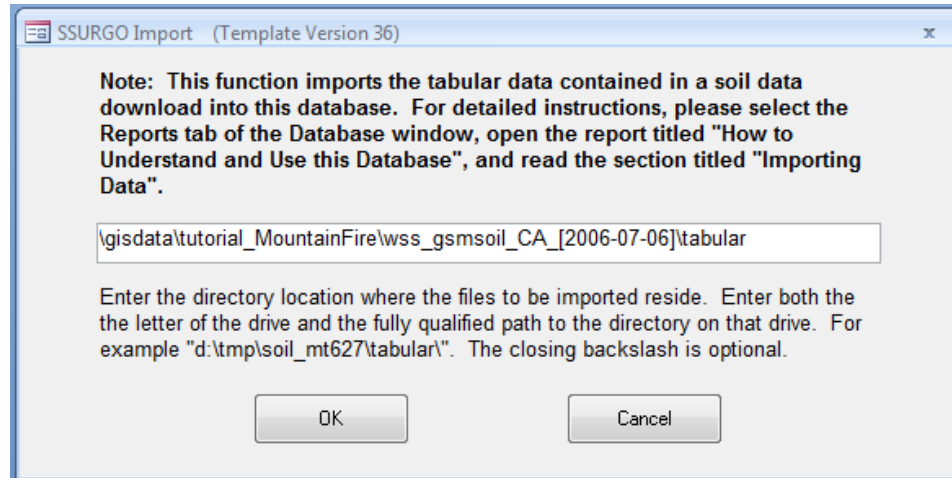 SSURGO Import (Template Version 36)
x
Note: This function imports the tabular data contained in a soil data
download into this database. For detailed instructions, please select the
Reports tab of the Database window, open the report titled "How to
Understand and Use this Database", and read the section titled "Importing
Data".
\gisdata\tutorial_MountainFire\wss_gsmsoil_CA_[2006-07-06]\tabular
Enter the directory location where the files to be imported reside. Enter both the
the letter of the drive and the fully qualified path to the directory on that drive. For
example "d:\tmp\soil_mt627\tabular\". The closing backslash is optional.
OK Cancel